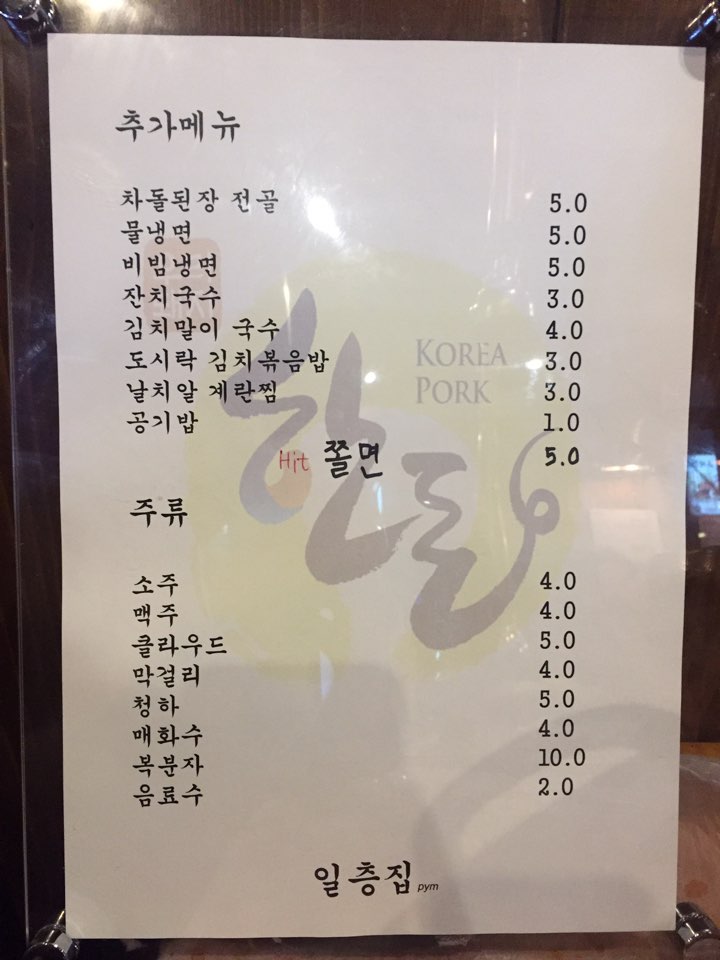 추가메뉴
차돌된장 전골 5.0
물냉면 5.0
비빔냉면 5.0
잔치국수 3.0
김치말이 국수 4.0
도시락 김치볶음밥 3.0
날치알 계란찜 3.0
공기밥 1.0
Hit 쫄면 5.0
KOREA
PORK
한돈
주류
소주 4.0
맥주 4.0
클라우드 5.0
막걸리 4.0
청하 5.0
매화수 4.0
복분자 10.0
음료수 2.0
일층집 pym